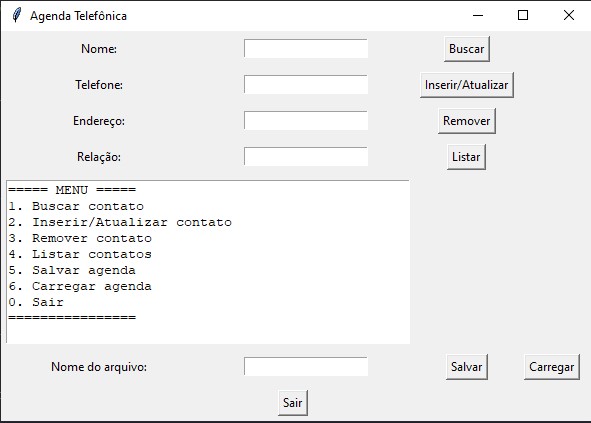 Agenda Telefônica
Nome: Buscar
Telefone: Inserir/Atualizar
Endereço: Remover
Relação: Listar
===== MENU =====
1. Buscar contato
2. Inserir/Atualizar contato
3. Remover contato
4. Listar contatos
5. Salvar agenda
6. Carregar agenda
0. Sair
================
Nome do arquivo: Salvar Carregar
Sair